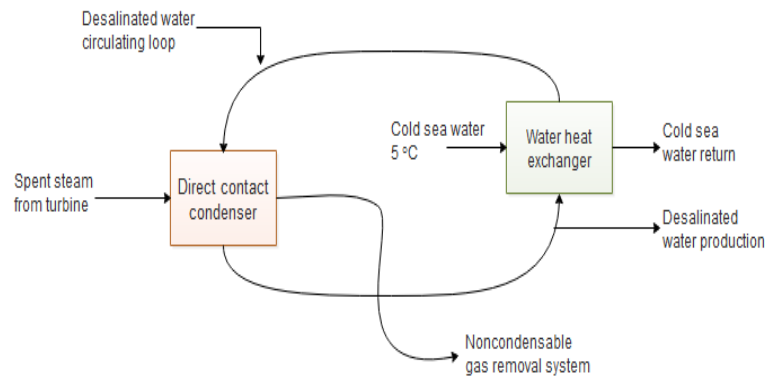 Desalinated water
circulating loop
Cold sea water
5 °C
Water heat
exchanger
Cold sea
water return
Spent steam
from turbine
Direct contact
condenser
Desalinated
water production
Noncondensable
gas removal system